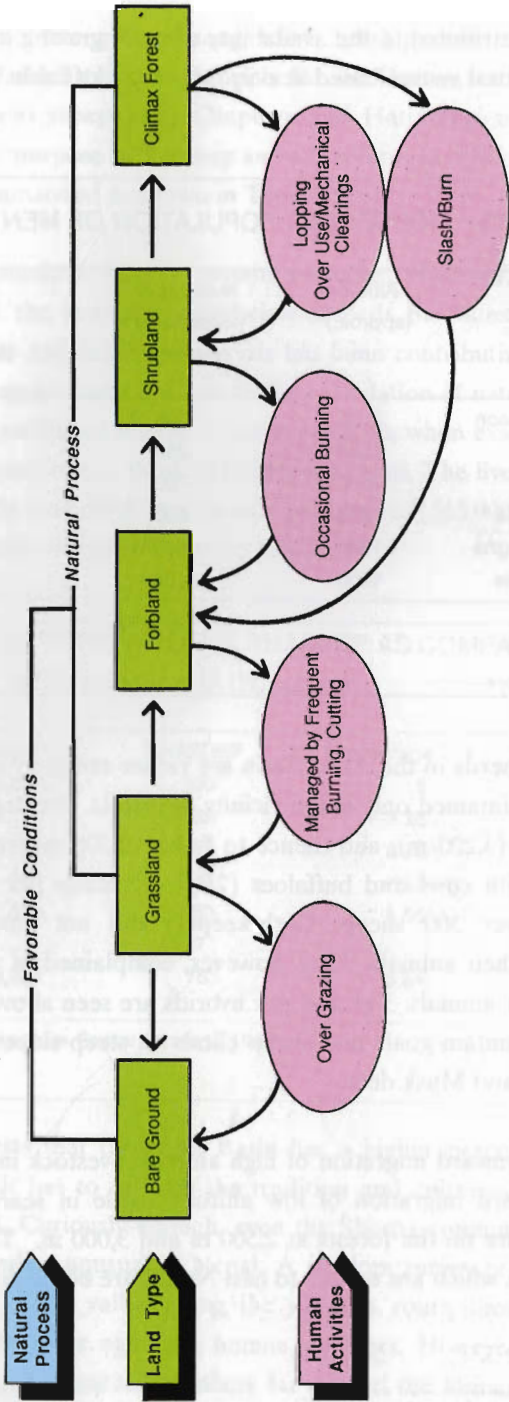 Favorable Conditions
Natural Process
Natural
Process
Land Type
Bare Ground
Grassland
Forbland
Shrubland
Climax Forest
Human
Activities
Over Grazing
Managed by Frequent
Burning, Cutting
Occasional Burning
Lopping
Over Use/Mechanical
Clearings
Slash/Burn